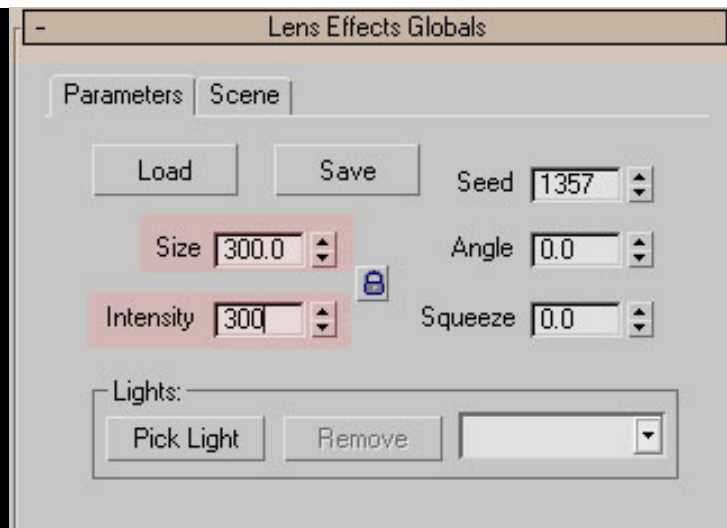 - Lens Effects Globals
Parameters Scene
Load Save Seed 1357
Size 300.0 Angle 0.0
Intensity 300 Squeeze 0.0
Lights:
Pick Light Remove